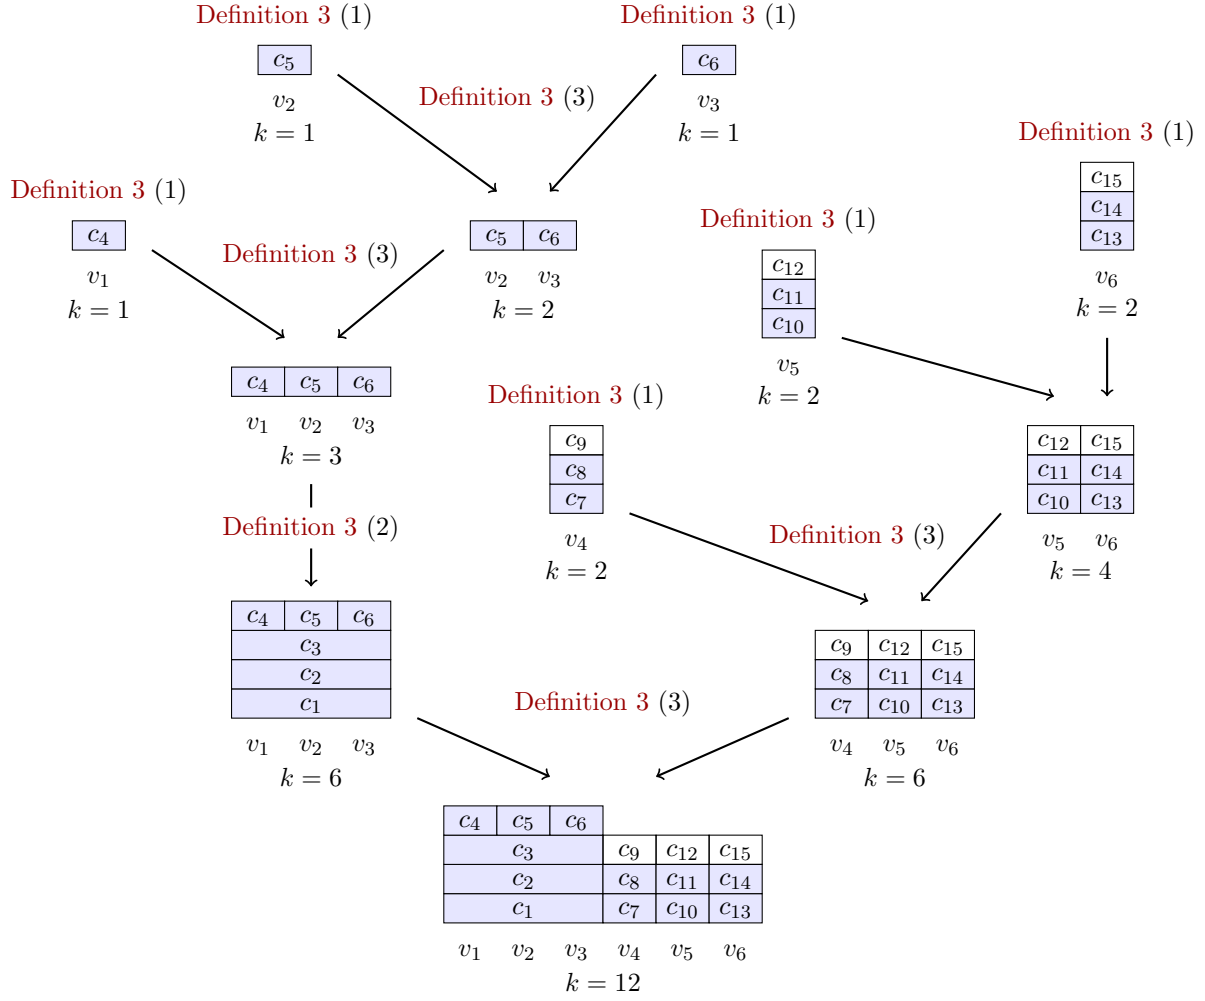 Definition 3 (1)
Definition 3 (1)
c5
c6
Definition 3 (3)
v2
v3
k = 1
k = 1
Definition 3 (1)
c15
Definition 3 (1)
c14
Definition 3 (1)
c4
c5 c6
c13
Definition 3 (3)
c12
v1
v2 v3
v6
k = 1
k = 2
c11
k = 2
c10
v5
c4 c5 c6
Definition 3 (1)
k = 2
v1 v2 v3
c9
c12 c15
k = 3
c8
c11 c14
c7
c10 c13
Definition 3 (2)
Definition 3 (3)
v4
v5 v6
k = 2
k = 4
c4 c5 c6
c3
c9 c12 c15
c2
c8 c11 c14
c1
c7 c10 c13
Definition 3 (3)
v1 v2 v3
v4 v5 v6
k = 6
k = 6
c4 c5 c6
c3 c9 c12 c15
c2 c8 c11 c14
c1 c7 c10 c13
v1 v2 v3 v4 v5 v6
k = 12